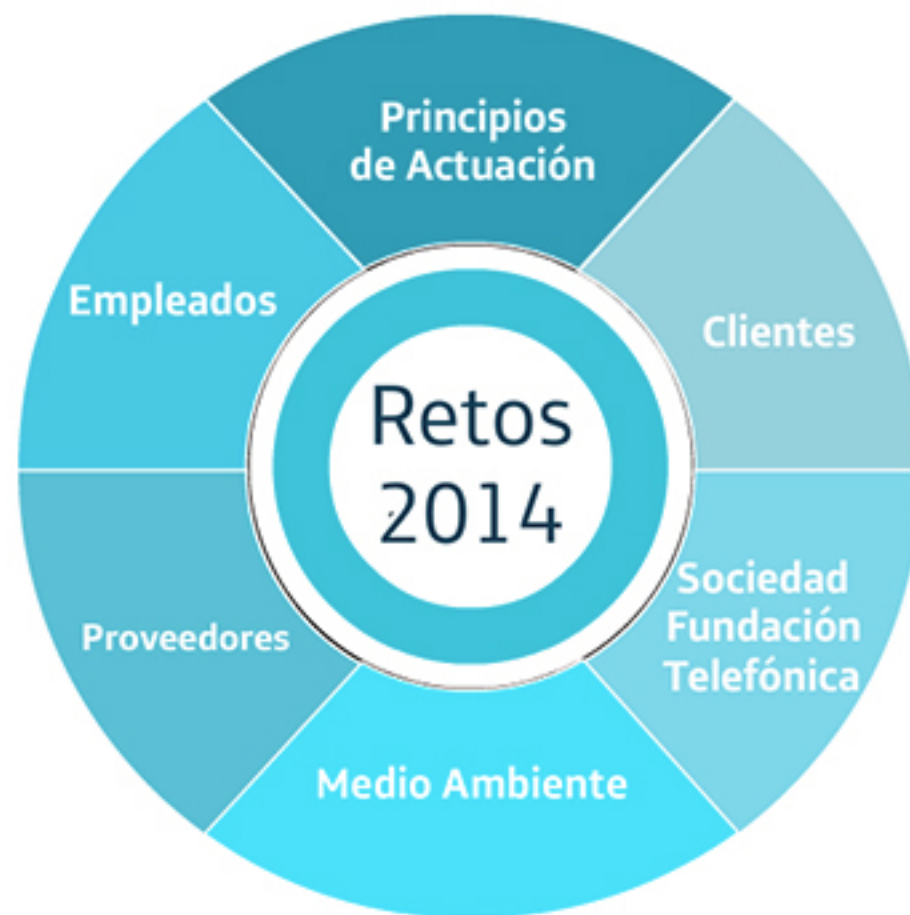 Principios
de Actuación
Clientes
Sociedad
Fundación
Telefónica
Medio Ambiente
Proveedores
Empleados
Retos
2014